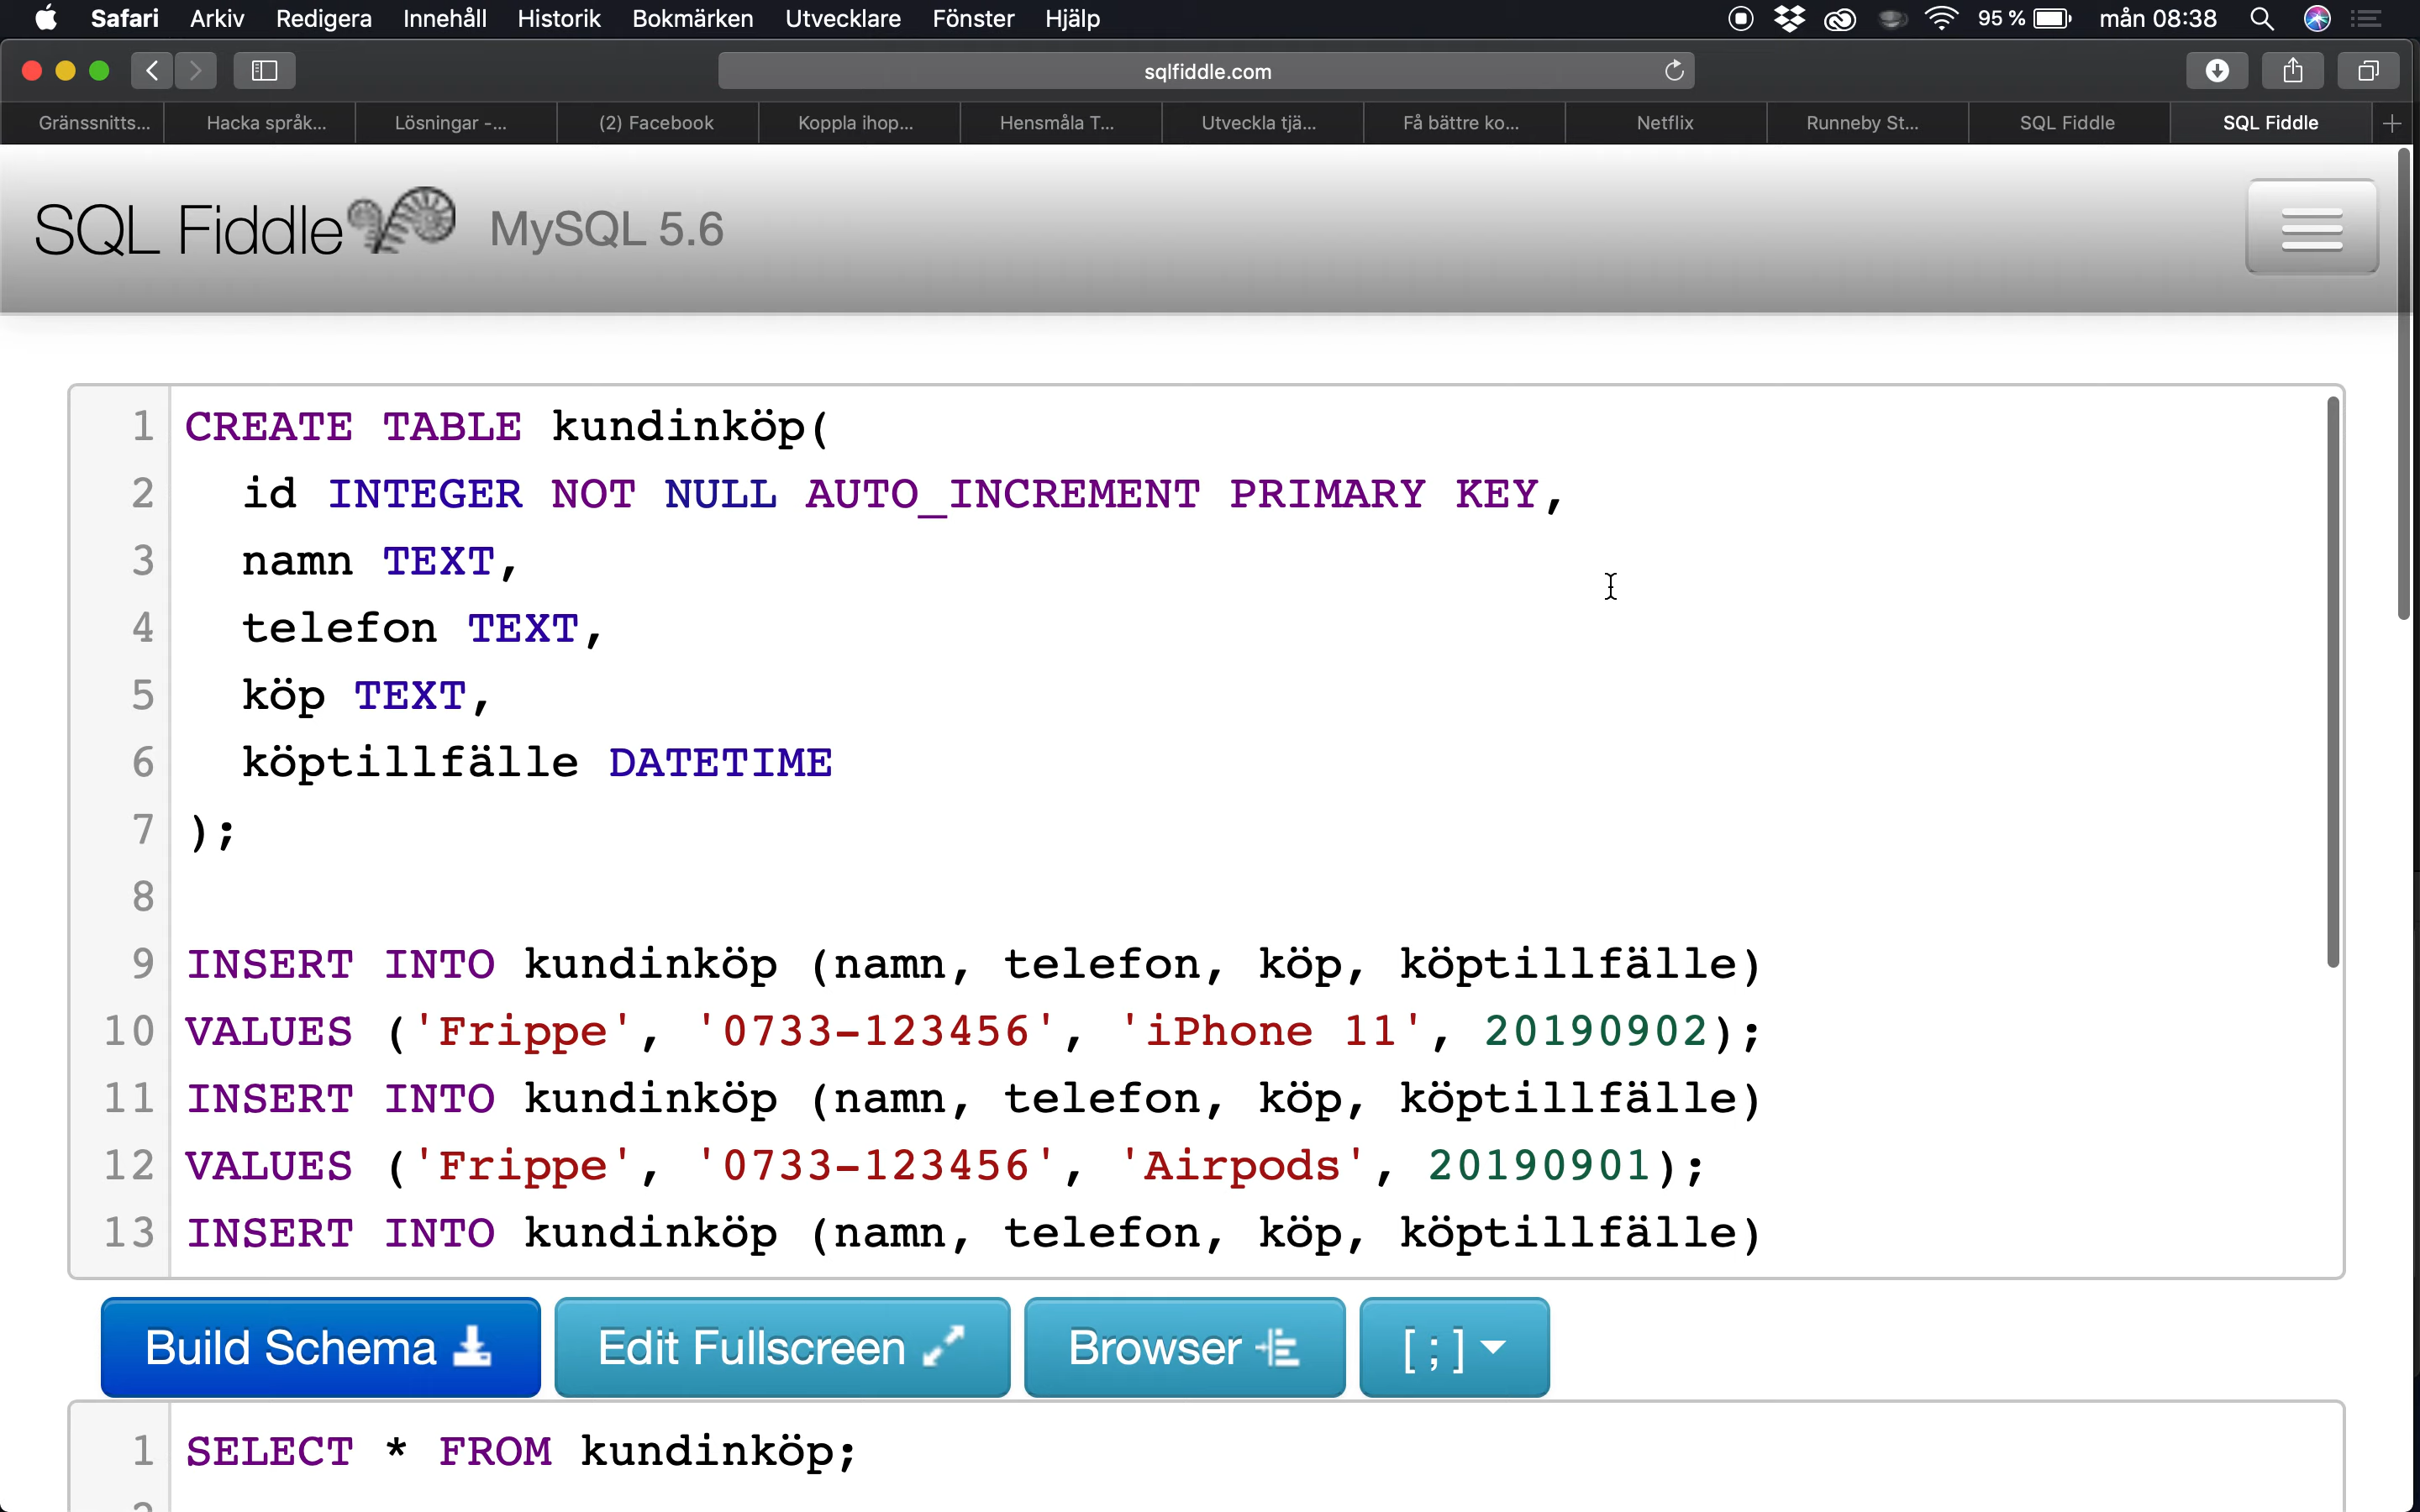 Safari Arkiv Redigera Innehåll Historik Bokmärken Utvecklare Fönster Hjälp 95 % mån 08:38
sqlfiddle.com
Gränssnitts... Hacka språk... Lösningar -... (2) Facebook Koppla ihop... Hensmåla T... Utveckla tjä... Få bättre ko... Netflix Runneby St... SQL Fiddle SQL Fiddle
SQL Fiddle MySQL 5.6
1 CREATE TABLE kundinköp(
2 id INTEGER NOT NULL AUTO_INCREMENT PRIMARY KEY,
3 namn TEXT,
4 telefon TEXT,
5 köp TEXT,
6 köptillfälle DATETIME
7 );
8
9 INSERT INTO kundinköp (namn, telefon, köp, köptillfälle)
10 VALUES ('Frippe', '0733-123456', 'iPhone 11', 20190902);
11 INSERT INTO kundinköp (namn, telefon, köp, köptillfälle)
12 VALUES ('Frippe', '0733-123456', 'Airpods', 20190901);
13 INSERT INTO kundinköp (namn, telefon, köp, köptillfälle)
Build Schema Edit Fullscreen Browser [ ; ]
1 SELECT * FROM kundinköp;
2